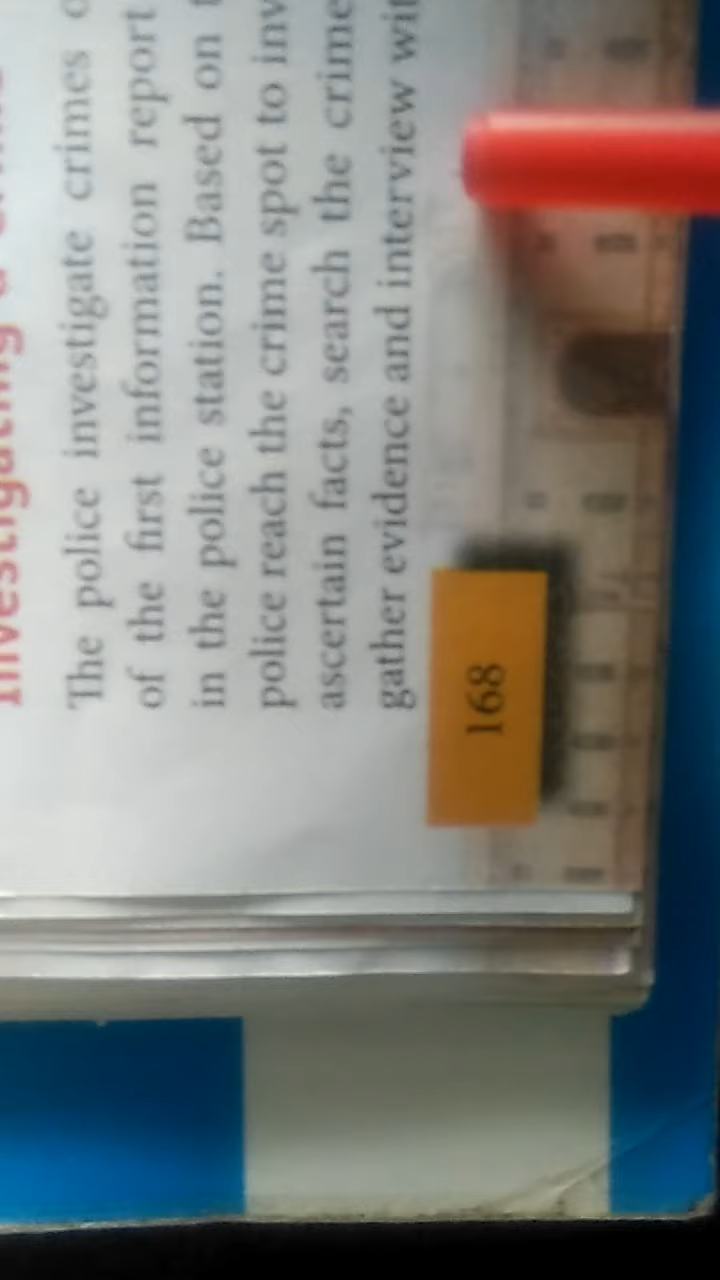 Investigating a
The police investigate crimes
of the first information report
in the police station. Based on
police reach the crime spot to
ascertain facts, search the crime
gather evidence and interview
168